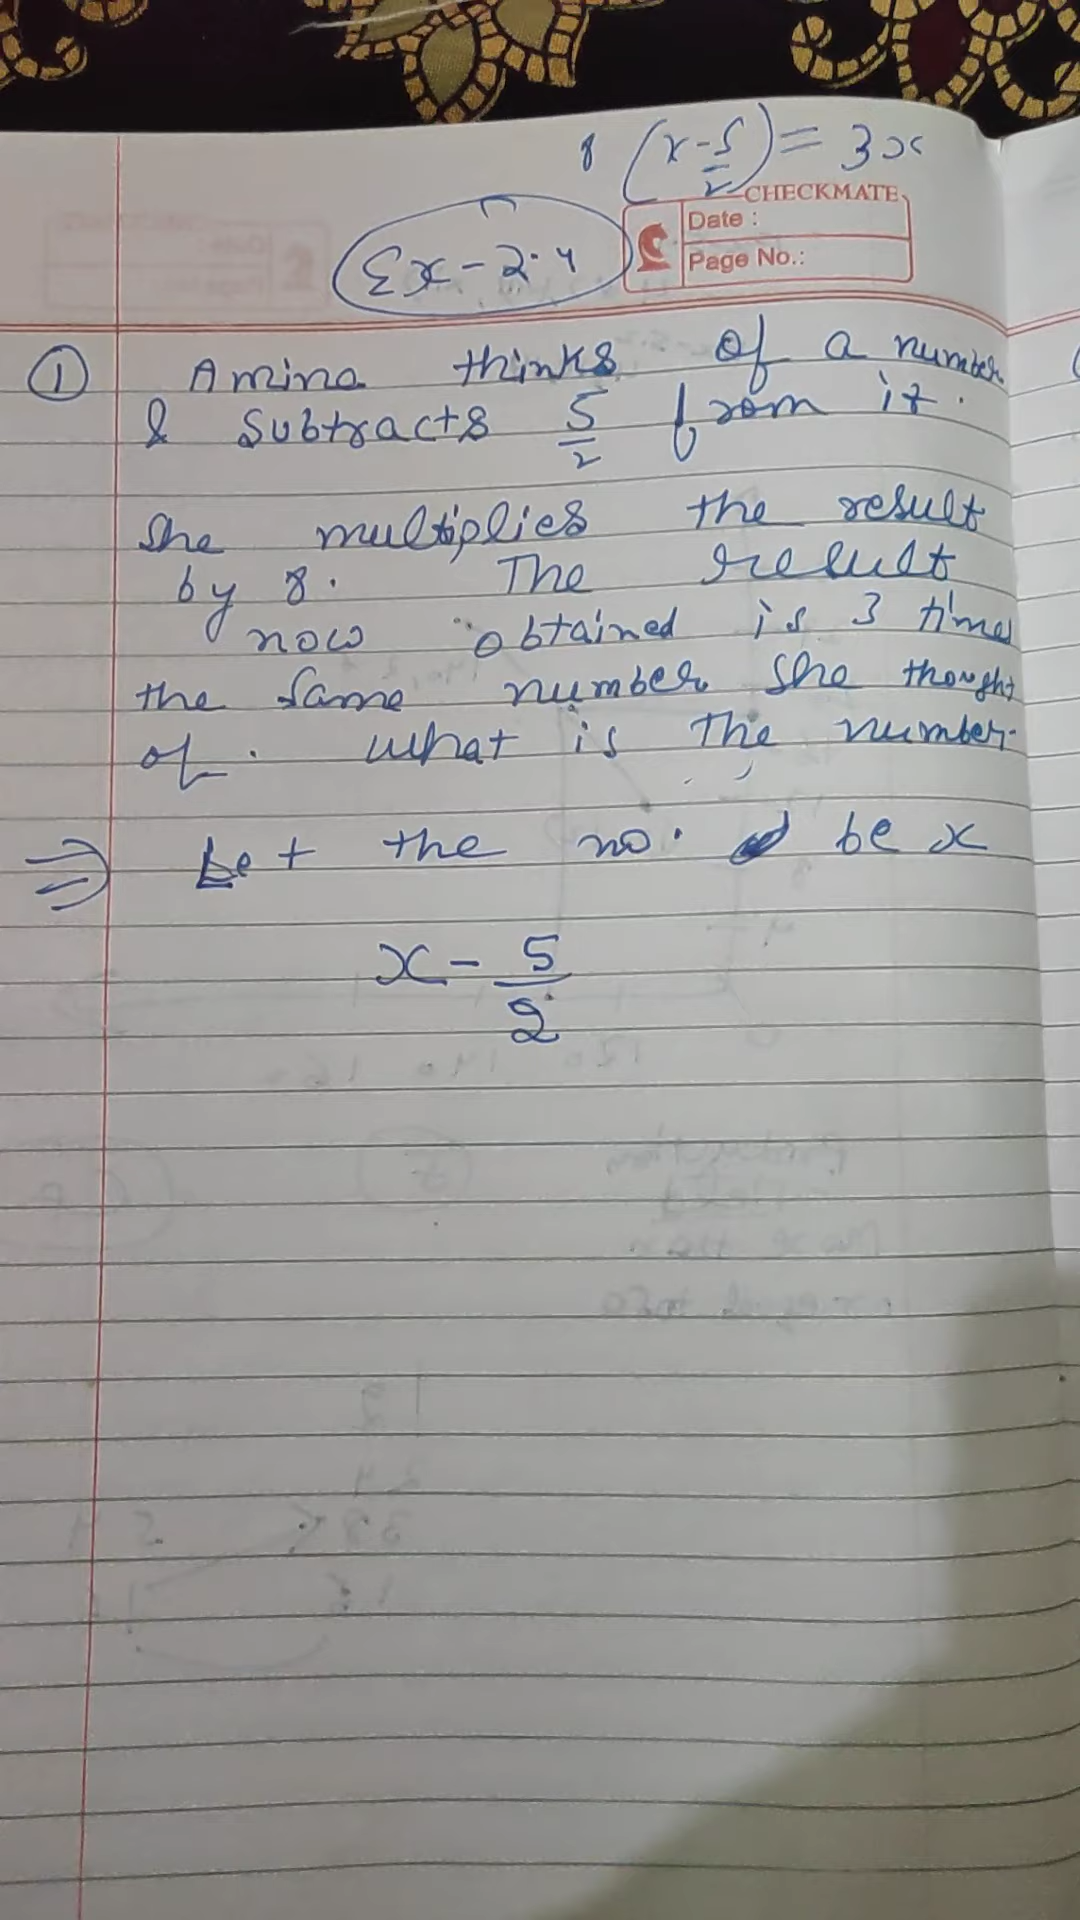 8 (x - 5/2) = 3x
CHECKMATE
Date :
Page No.:
Ex - 2.4
① Amina thinks of a number
& Subtracts 5/2 from it.
She multiplies the result
by 8. The result
now obtained is 3 times
the same number she thought
of. what is the number.
⇒ Let the no. be x
x - 5/2